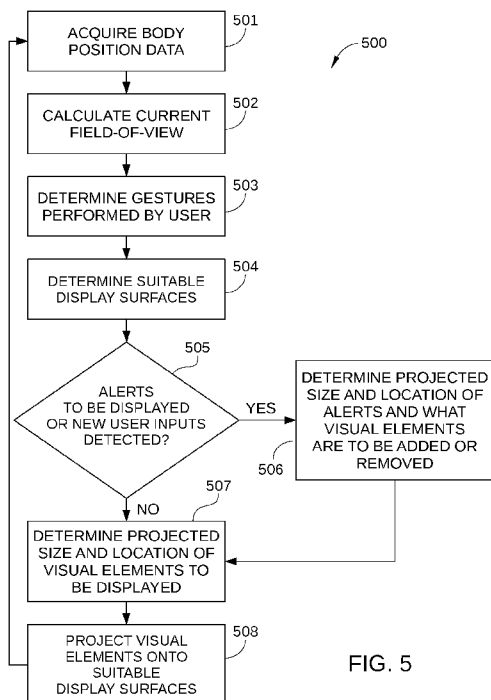 ACQUIRE BODY
POSITION DATA
501
500
CALCULATE CURRENT
FIELD-OF-VIEW
502
DETERMINE GESTURES
PERFORMED BY USER
503
DETERMINE SUITABLE
DISPLAY SURFACES
504
ALERTS
TO BE DISPLAYED
OR NEW USER INPUTS
DETECTED?
505
YES
DETERMINE PROJECTED
SIZE AND LOCATION OF
ALERTS AND WHAT
VISUAL ELEMENTS
ARE TO BE ADDED OR
REMOVED
506
NO
DETERMINE PROJECTED
SIZE AND LOCATION OF
VISUAL ELEMENTS TO
BE DISPLAYED
507
PROJECT VISUAL
ELEMENTS ONTO
SUITABLE
DISPLAY SURFACES
508
FIG. 5